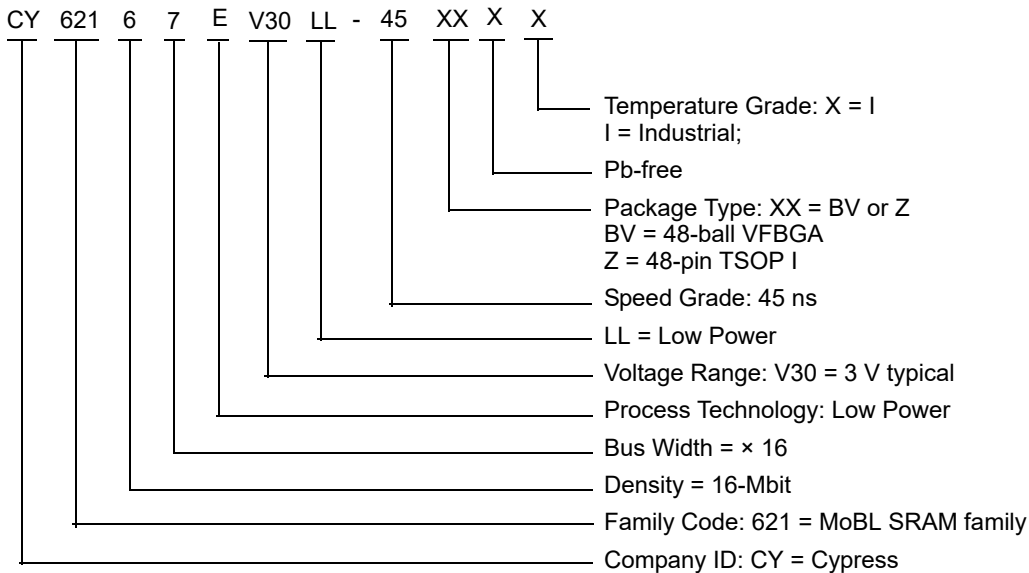 CY 621 6 7 E V30 LL - 45 XX X X
Temperature Grade: X = I
I = Industrial;
Pb-free
Package Type: XX = BV or Z
BV = 48-ball VFBGA
Z = 48-pin TSOP I
Speed Grade: 45 ns
LL = Low Power
Voltage Range: V30 = 3 V typical
Process Technology: Low Power
Bus Width = × 16
Density = 16-Mbit
Family Code: 621 = MoBL SRAM family
Company ID: CY = Cypress